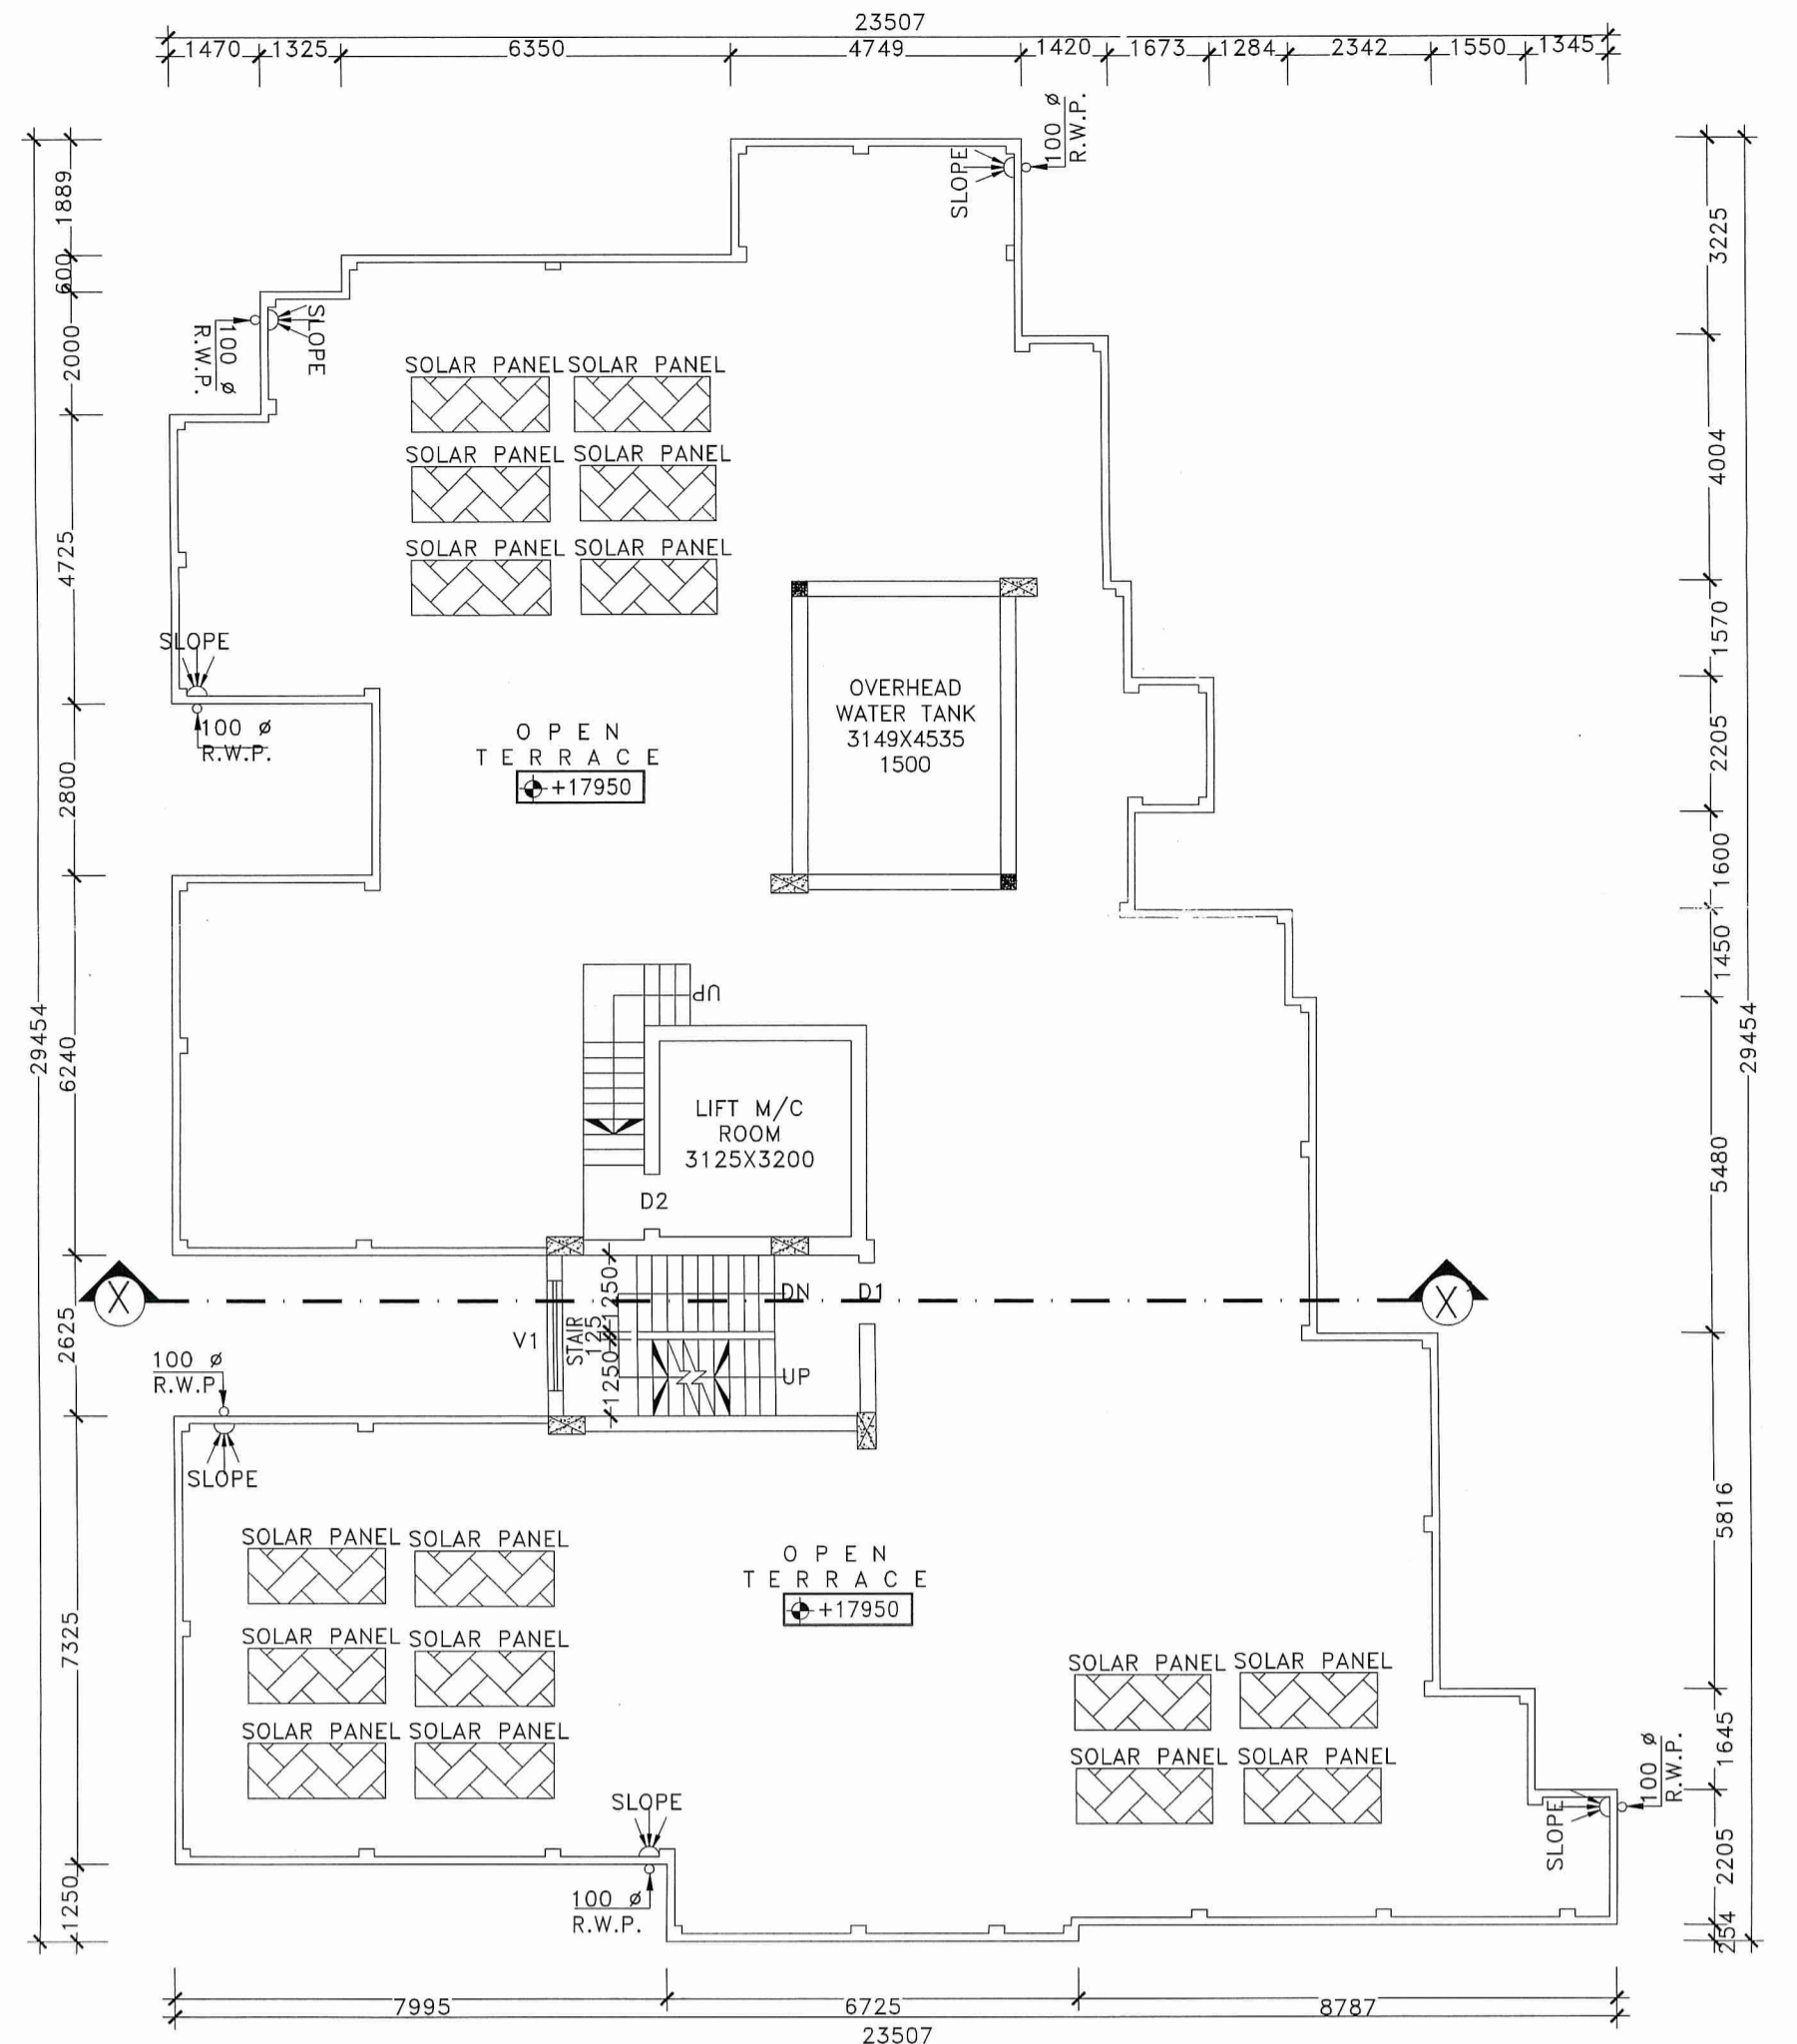 23507
1470 1325 6350 4749 1420 1673 1284 2342 1550 1345
100 ø
R.W.P.
SLOPE
1889
600
2000
4725
2800
6240
2625
7325
1250
29454
3225
4004
1570
2205
1600
1450
5480
5816
1645
2205
254
29454
SLOPE
100 ø
R.W.P.
SOLAR PANEL SOLAR PANEL
SOLAR PANEL SOLAR PANEL
SOLAR PANEL SOLAR PANEL
SLOPE
100 ø
R.W.P.
OPEN
TERRACE
+17950
OVERHEAD
WATER TANK
3149X4535
1500
UP
LIFT M/C
ROOM
3125X3200
D2
X
X
V1
STAIR
1250
125
1250
DN
D1
UP
100 ø
R.W.P
SLOPE
SOLAR PANEL SOLAR PANEL
SOLAR PANEL SOLAR PANEL
SOLAR PANEL SOLAR PANEL
OPEN
TERRACE
+17950
SOLAR PANEL SOLAR PANEL
SOLAR PANEL SOLAR PANEL
SLOPE
100 ø
R.W.P.
SLOPE
100 ø
R.W.P.
7995 6725 8787
23507